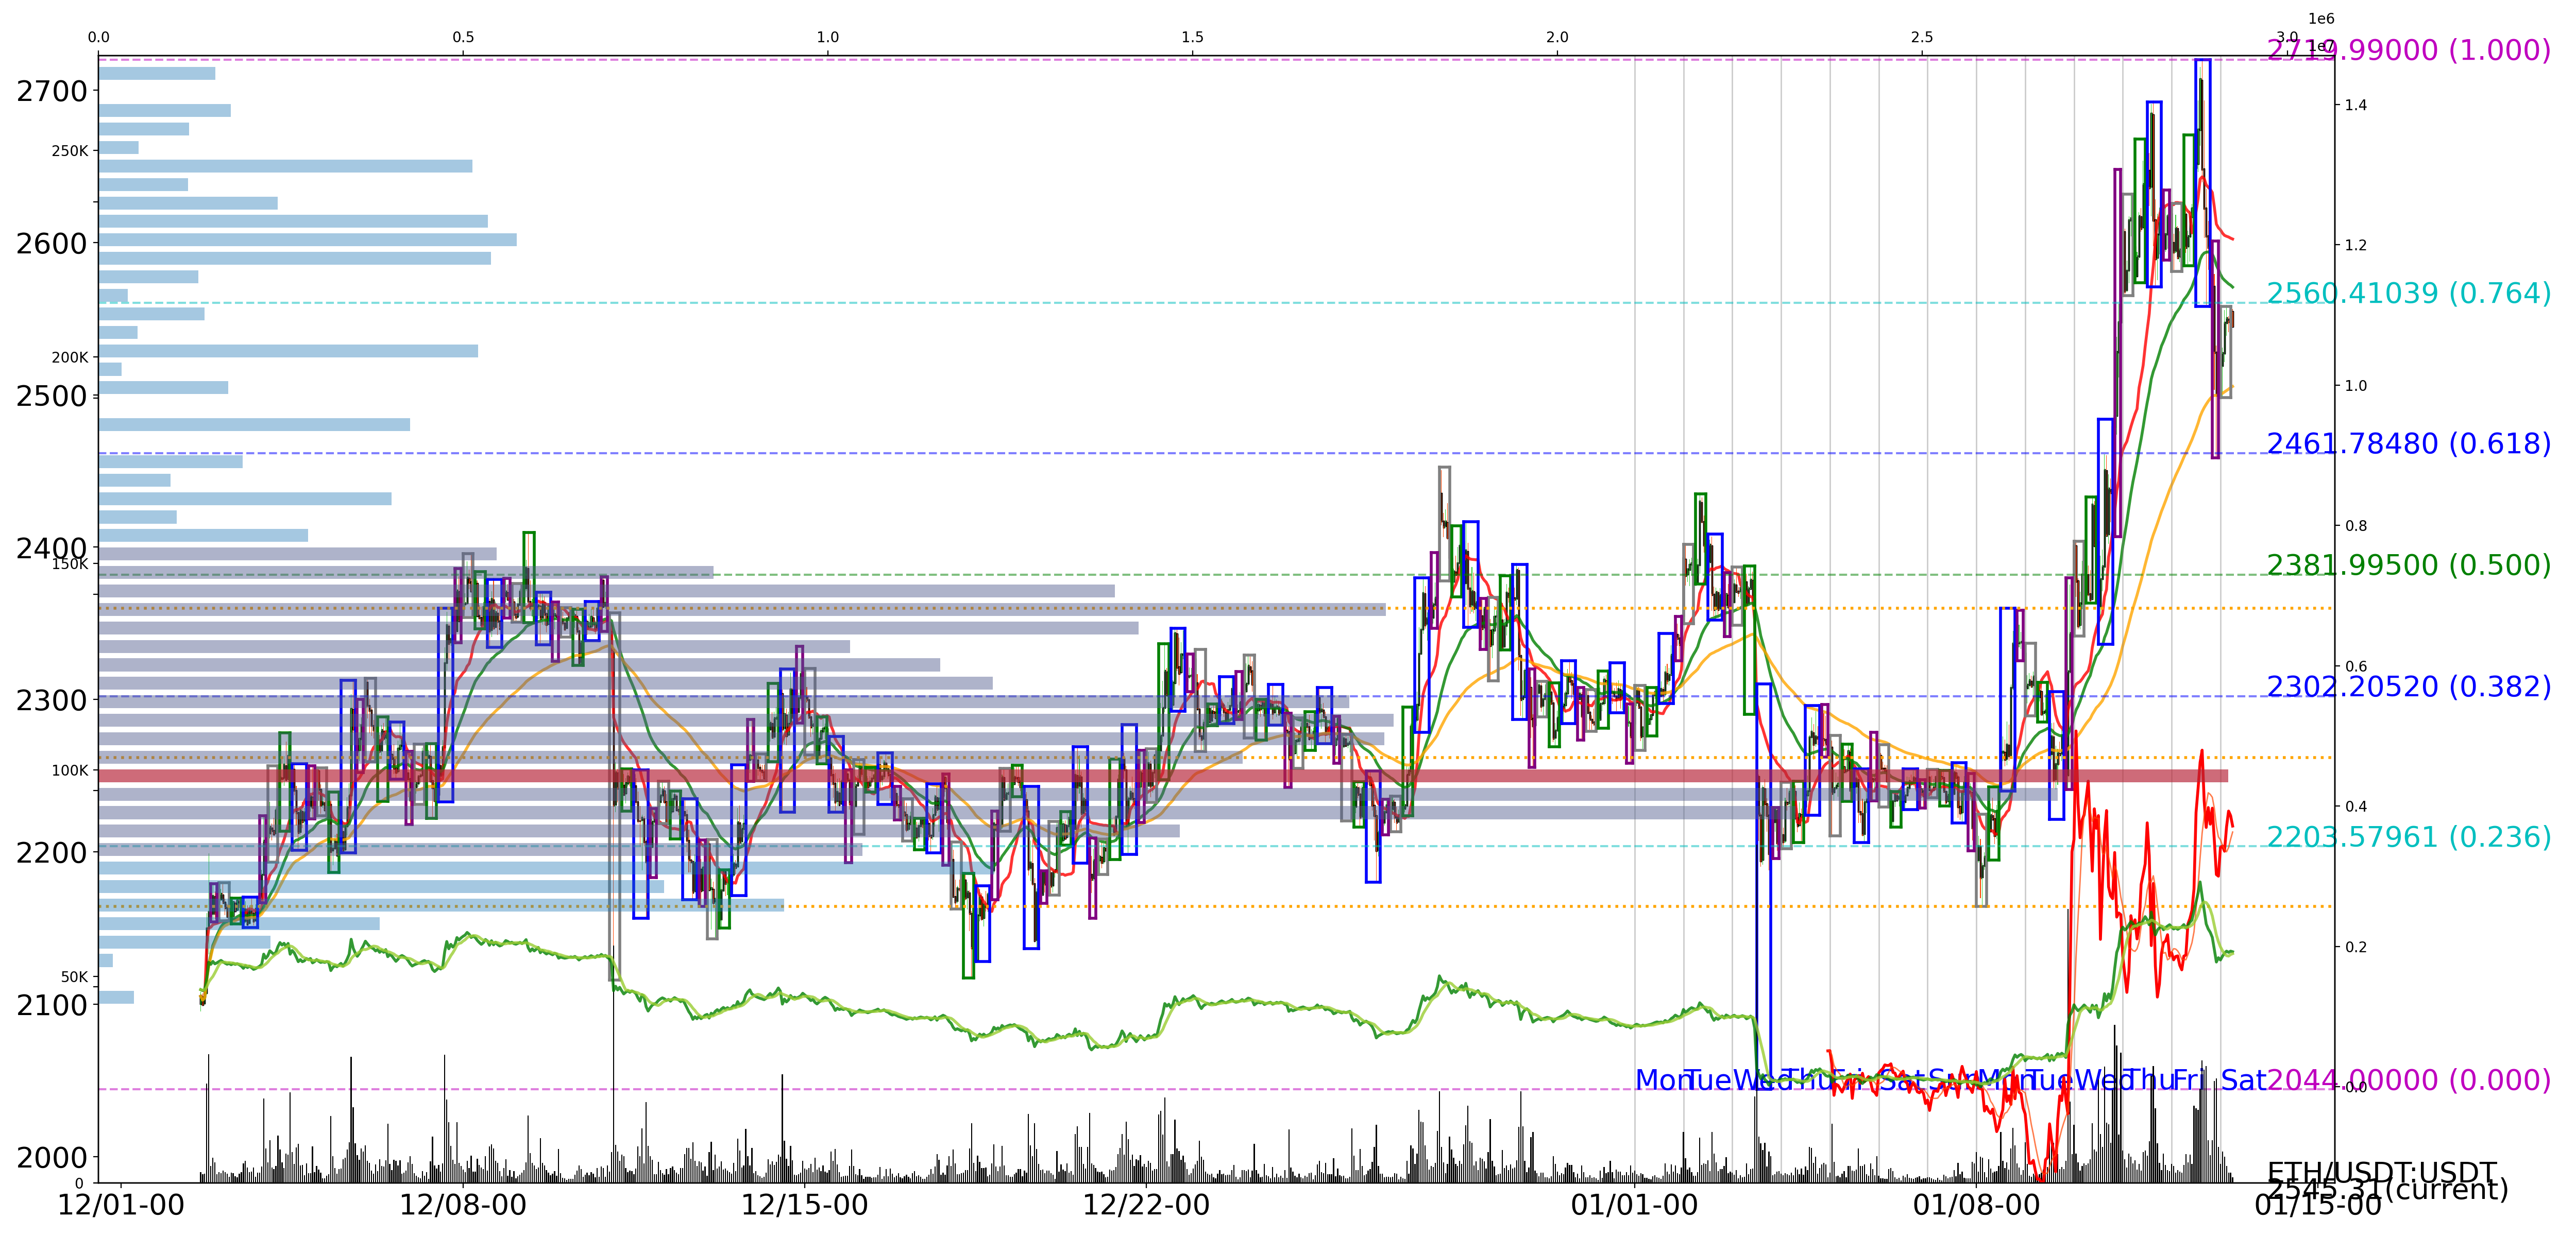 1e6
0.0 0.5 1.0 1.5 2.0 2.5 3.0
1e7
2719.99000 (1.000)
2700
1.4
250K
2600
1.2
2560.41039 (0.764)
200K
2500
1.0
2461.78480 (0.618)
2400
0.8
150K
2381.99500 (0.500)
2300
0.6
2302.20520 (0.382)
100K
0.4
2200
2203.57961 (0.236)
0.2
50K
2100
Mon Tue Wed Thu Fri Sat Sun Mon Tue Wed Thu Fri Sat
2044.00000 (0.000)
0.0
2000
0
ETH/USDT:USDT
2545.31(current)
12/01-00 12/08-00 12/15-00 12/22-00 01/01-00 01/08-00 01/15-00